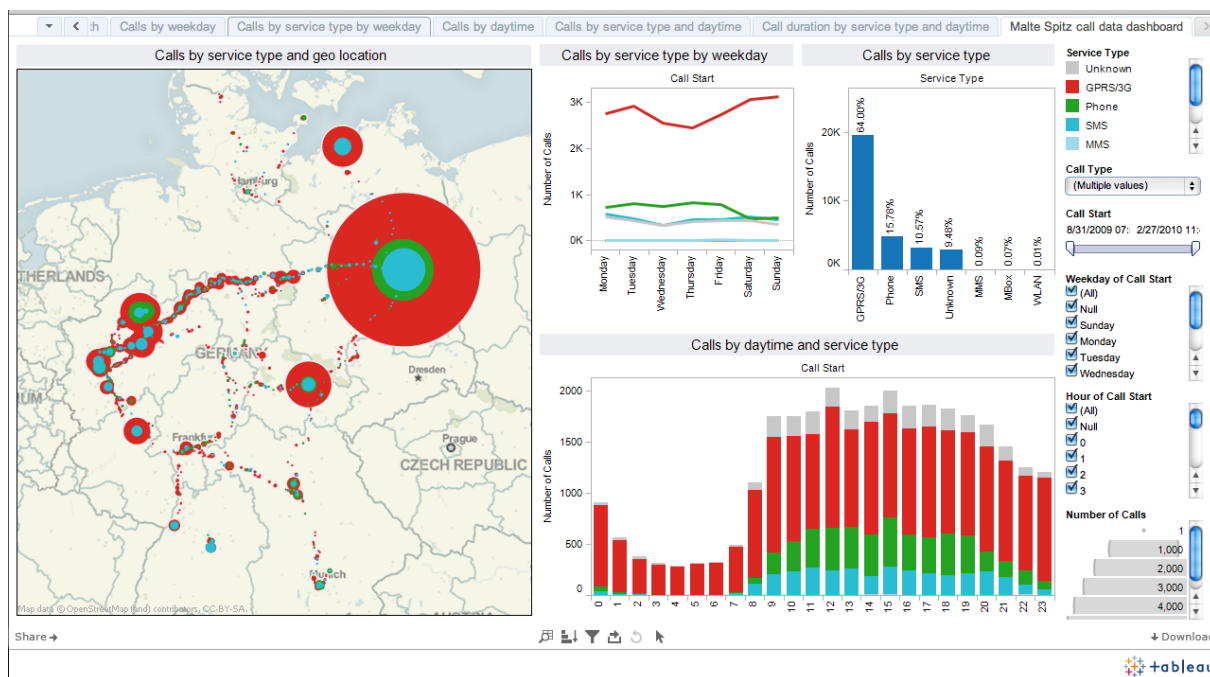 Calls by weekday
Calls by service type by weekday
Calls by daytime
Calls by service type and daytime
Call duration by service type and daytime
Malte Spitz call data dashboard
Calls by service type and geo location
Hamburg
THERLANDS
GERMANY
Dresden
Frankfurt
Prague
CZECH REPUBLIC
Munich
Map data © OpenStreetMap (and) contributors, CC-BY-SA.
Calls by service type by weekday
Call Start
Number of Calls
3K
2K
1K
0K
Monday
Tuesday
Wednesday
Thursday
Friday
Saturday
Sunday
Calls by service type
Service Type
Number of Calls
20K
10K
0K
64.00%
15.78%
10.57%
9.48%
0.09%
0.07%
0.01%
GPRS/3G
Phone
SMS
Unknown
MMS
MBox
WLAN
Calls by daytime and service type
Call Start
Number of Calls
2000
1500
1000
500
0
0 1 2 3 4 5 6 7 8 9 10 11 12 13 14 15 16 17 18 19 20 21 22 23
Service Type
Unknown
GPRS/3G
Phone
SMS
MMS
Call Type
(Multiple values)
Call Start
8/31/2009 07: 2/27/2010 11:
Weekday of Call Start
(All)
Null
Sunday
Monday
Tuesday
Wednesday
Hour of Call Start
(All)
Null
0
1
2
3
Number of Calls
1
1,000
2,000
3,000
4,000
Share
Download
tableau